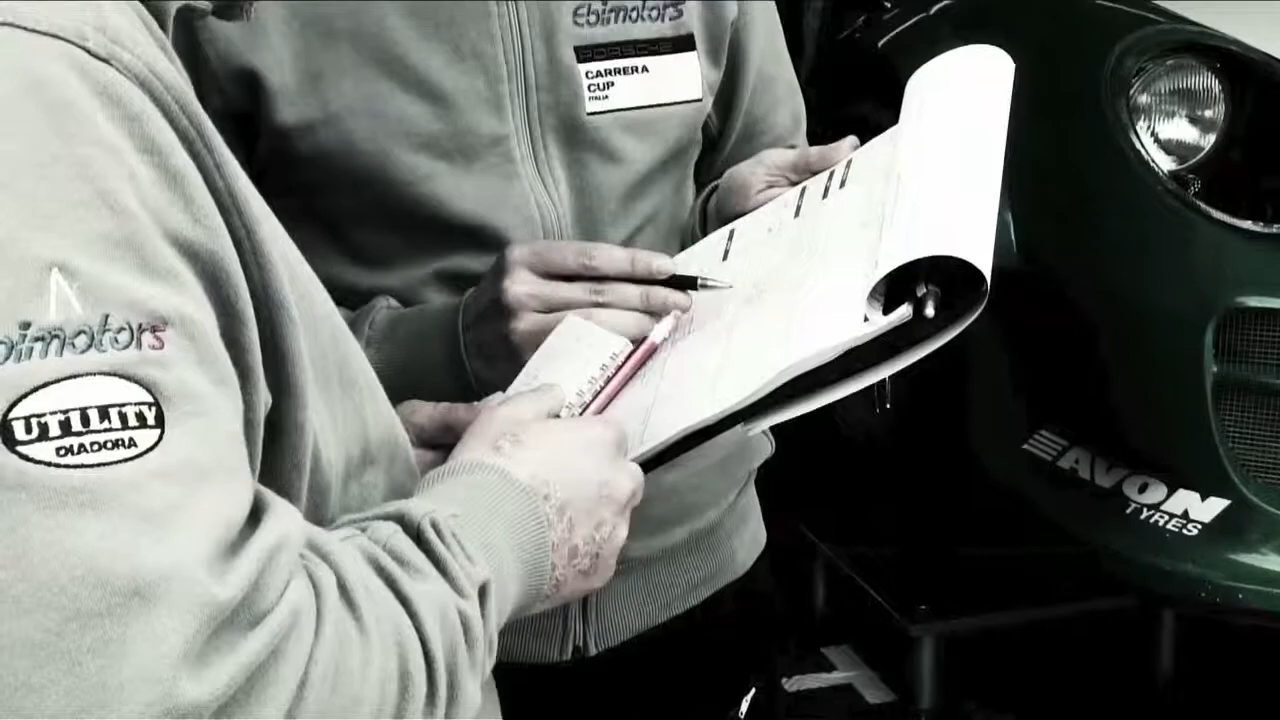 Ebimotors
PORSCHE
CARRERA
CUP
ITALIA
bimotors
UTILITY
DIADORA
AVON
TYRES